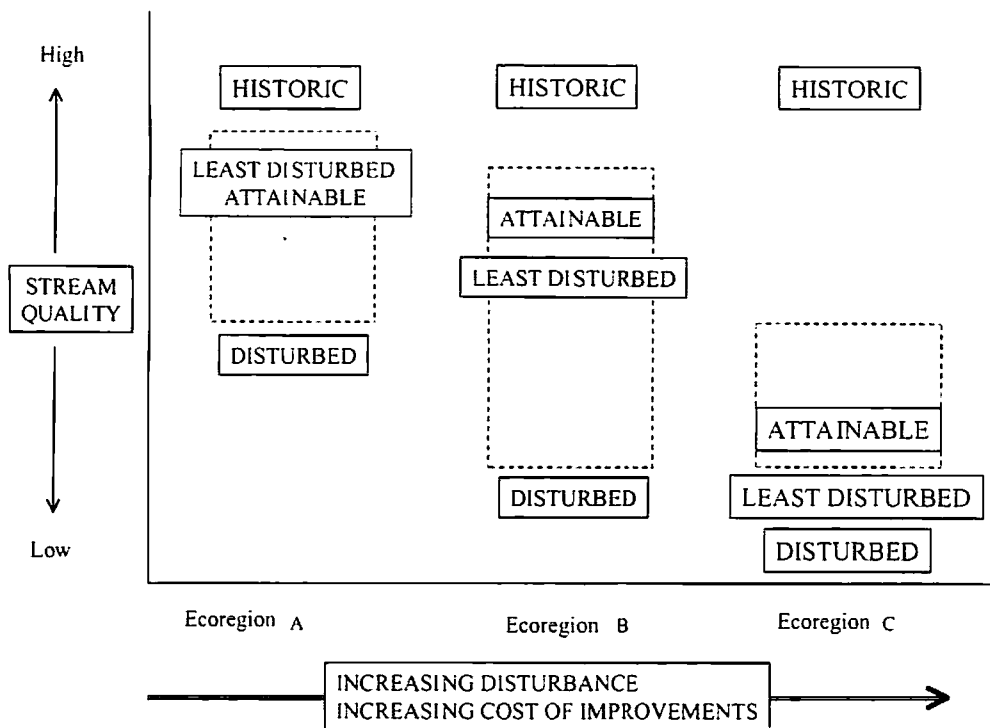 High
STREAM
QUALITY
Low
HISTORIC
LEAST DISTURBED
ATTAINABLE
DISTURBED
HISTORIC
ATTAINABLE
LEAST DISTURBED
DISTURBED
HISTORIC
ATTAINABLE
LEAST DISTURBED
DISTURBED
Ecoregion A
Ecoregion B
Ecoregion C
INCREASING DISTURBANCE
INCREASING COST OF IMPROVEMENTS